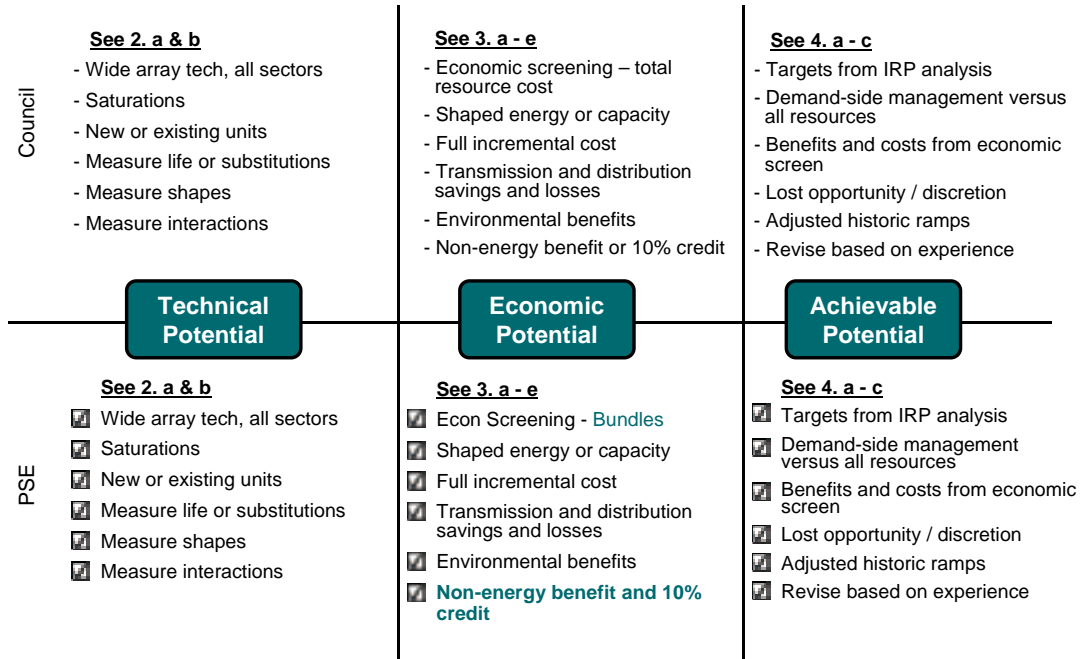 Council
See 2. a & b
- Wide array tech, all sectors
- Saturations
- New or existing units
- Measure life or substitutions
- Measure shapes
- Measure interactions
See 3. a - e
- Economic screening – total
resource cost
- Shaped energy or capacity
- Full incremental cost
- Transmission and distribution
savings and losses
- Environmental benefits
- Non-energy benefit or 10% credit
See 4. a - c
- Targets from IRP analysis
- Demand-side management versus
all resources
- Benefits and costs from economic
screen
- Lost opportunity / discretion
- Adjusted historic ramps
- Revise based on experience
Technical
Potential
Economic
Potential
Achievable
Potential
PSE
See 2. a & b
Wide array tech, all sectors
Saturations
New or existing units
Measure life or substitutions
Measure shapes
Measure interactions
See 3. a - e
Econ Screening - Bundles
Shaped energy or capacity
Full incremental cost
Transmission and distribution
savings and losses
Environmental benefits
Non-energy benefit and 10%
credit
See 4. a - c
Targets from IRP analysis
Demand-side management
versus all resources
Benefits and costs from economic
screen
Lost opportunity / discretion
Adjusted historic ramps
Revise based on experience